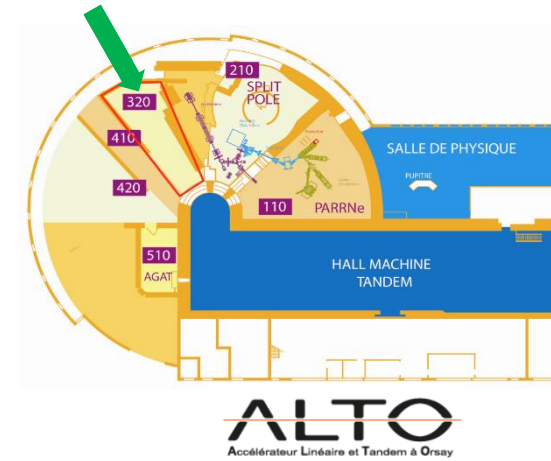 210
SPLIT
POLE
320
410
420
SALLE DE PHYSIQUE
PUPITRE
110
PARRNe
510
AGAT
HALL MACHINE
TANDEM
ALTO
Accélérateur Linéaire et Tandem à Orsay